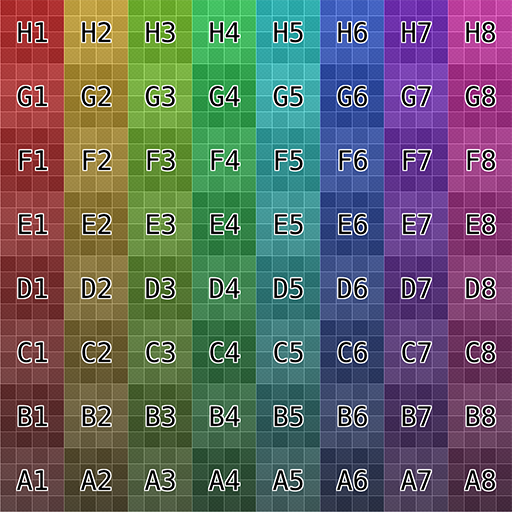 H1 H2 H3 H4 H5 H6 H7 H8
G1 G2 G3 G4 G5 G6 G7 G8
F1 F2 F3 F4 F5 F6 F7 F8
E1 E2 E3 E4 E5 E6 E7 E8
D1 D2 D3 D4 D5 D6 D7 D8
C1 C2 C3 C4 C5 C6 C7 C8
B1 B2 B3 B4 B5 B6 B7 B8
A1 A2 A3 A4 A5 A6 A7 A8